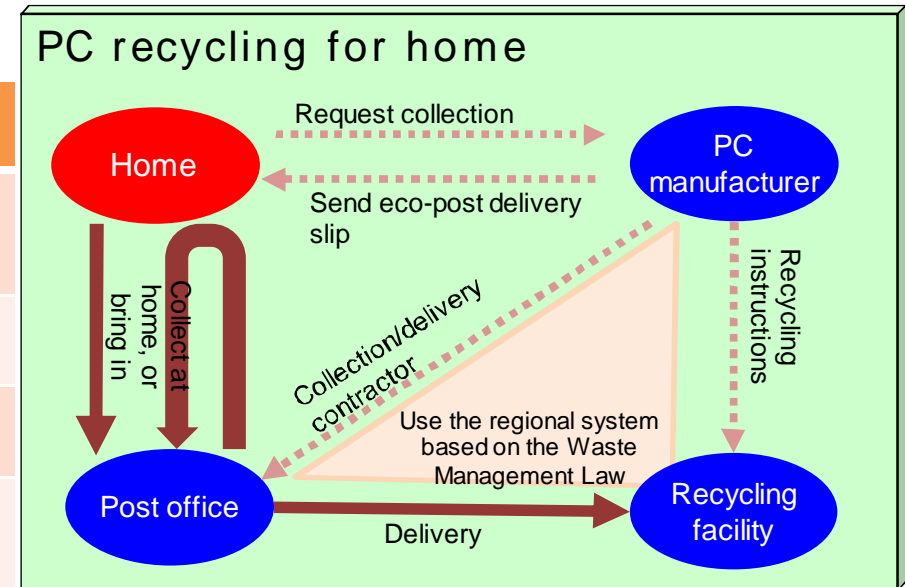 PC recycling for home
Request collection
Home
PC
manufacturer
Send eco-post delivery
slip
Collect at
home, or
bring in
Collection/delivery
contractor
Recycling
instructions
Use the regional system
based on the Waste
Management Law
Post office
Delivery
Recycling
facility